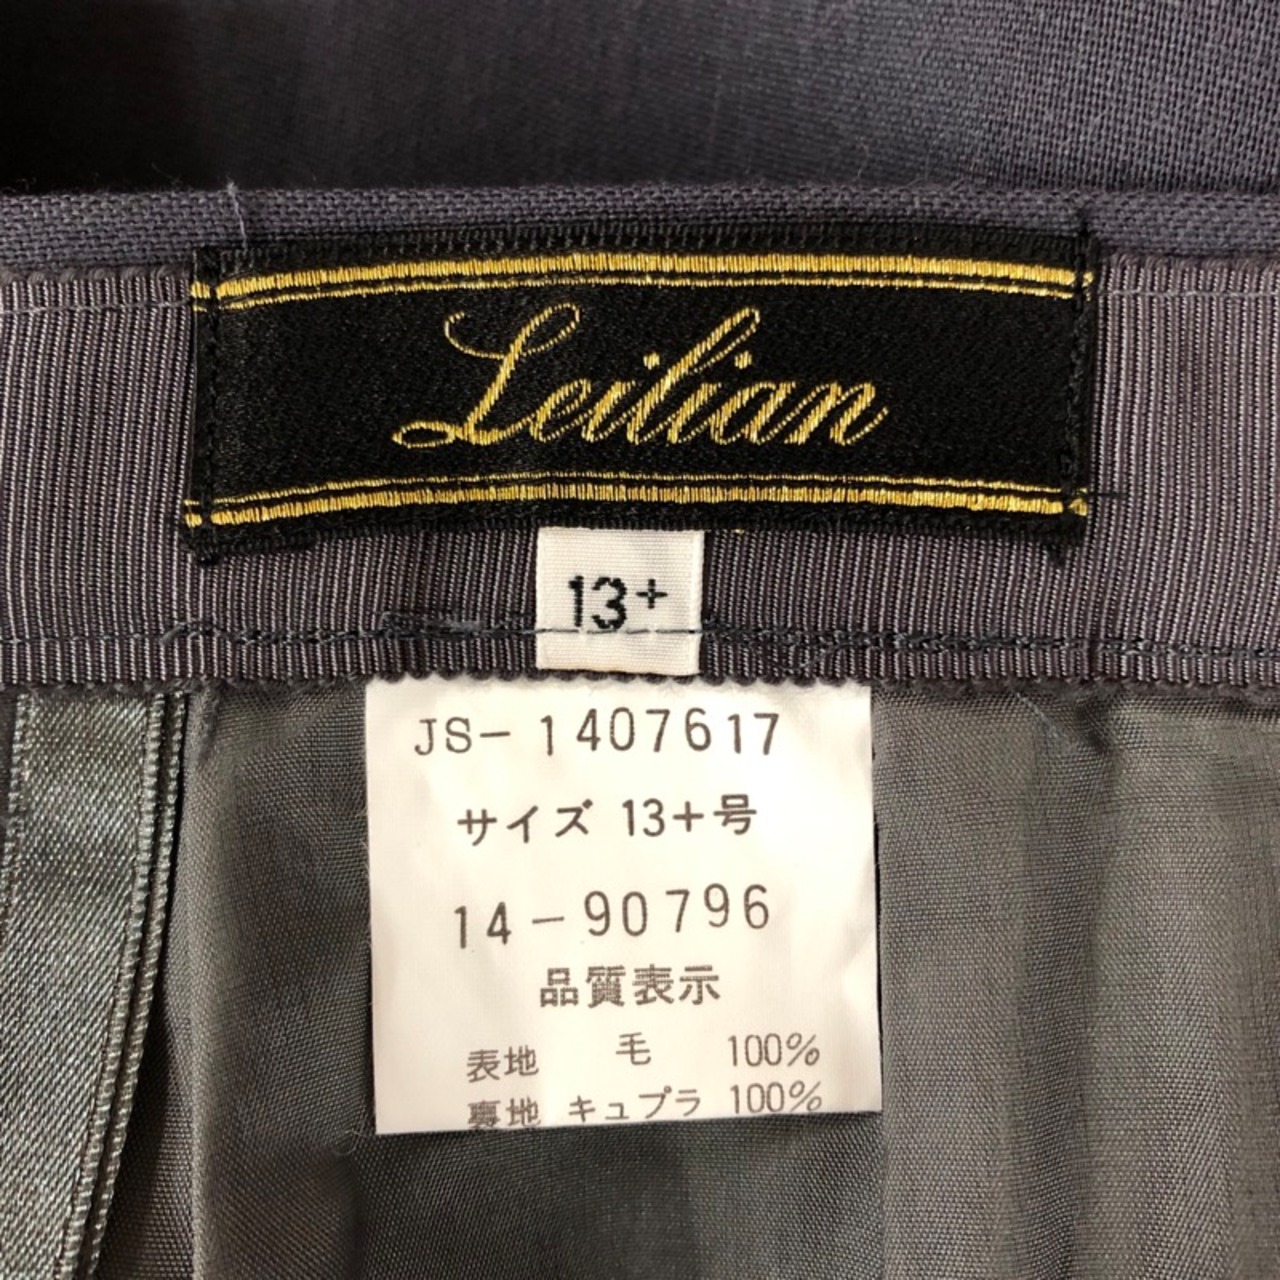 Leilian
13+
JS-1407617
サイズ 13+号
14-90796
品質表示
表地 毛 100%
裏地 キュプラ 100%